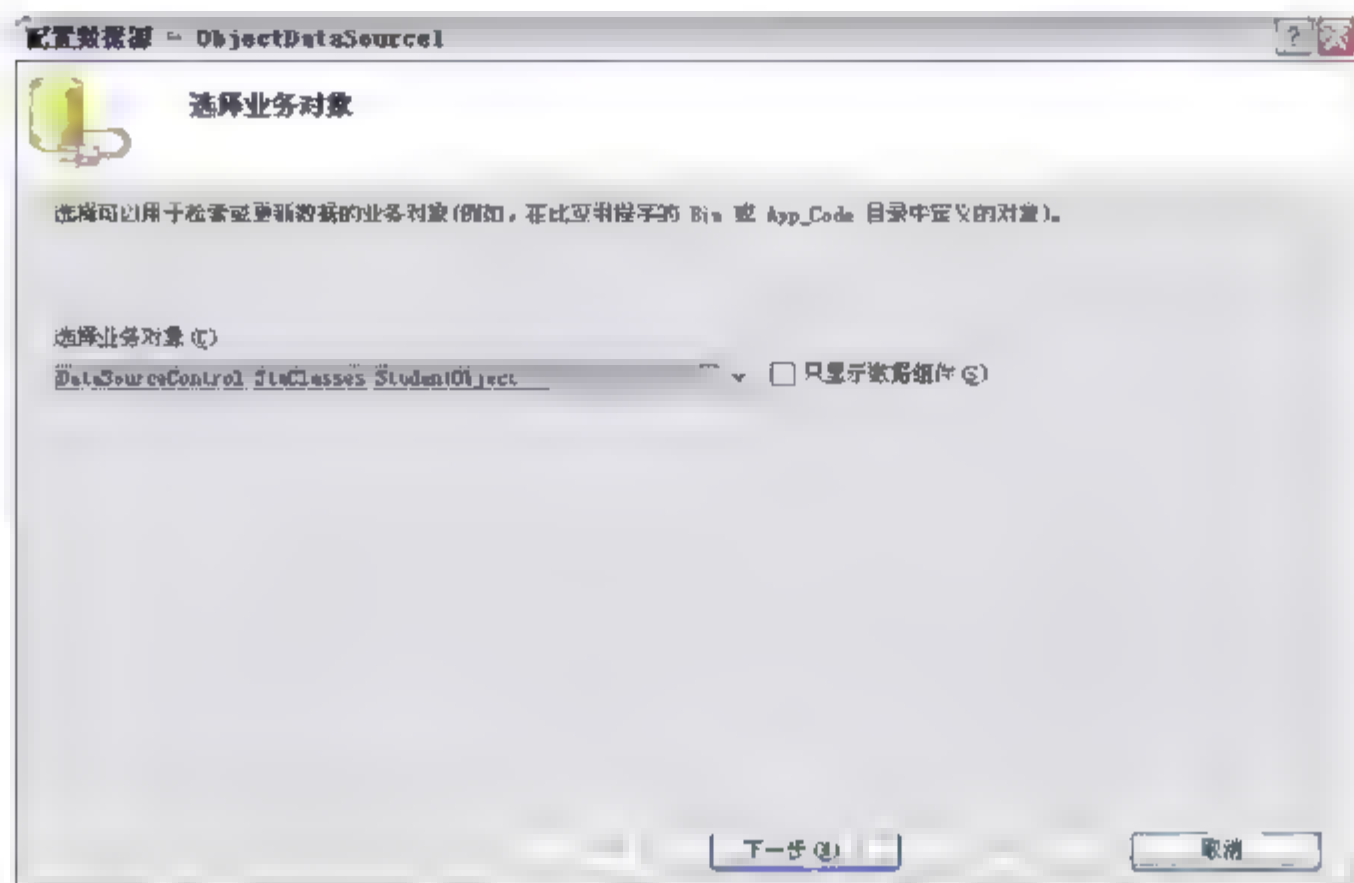 配置数据源 - ObjectDataSource1
选择业务对象
选择可以用于检索或更新数据的业务对象(例如，在此应用程序的 Bin 或 App_Code 目录中定义的对象)。
选择业务对象
DataSourceControl StuClasses StudentObject
只显示数据组件
下一步
取消